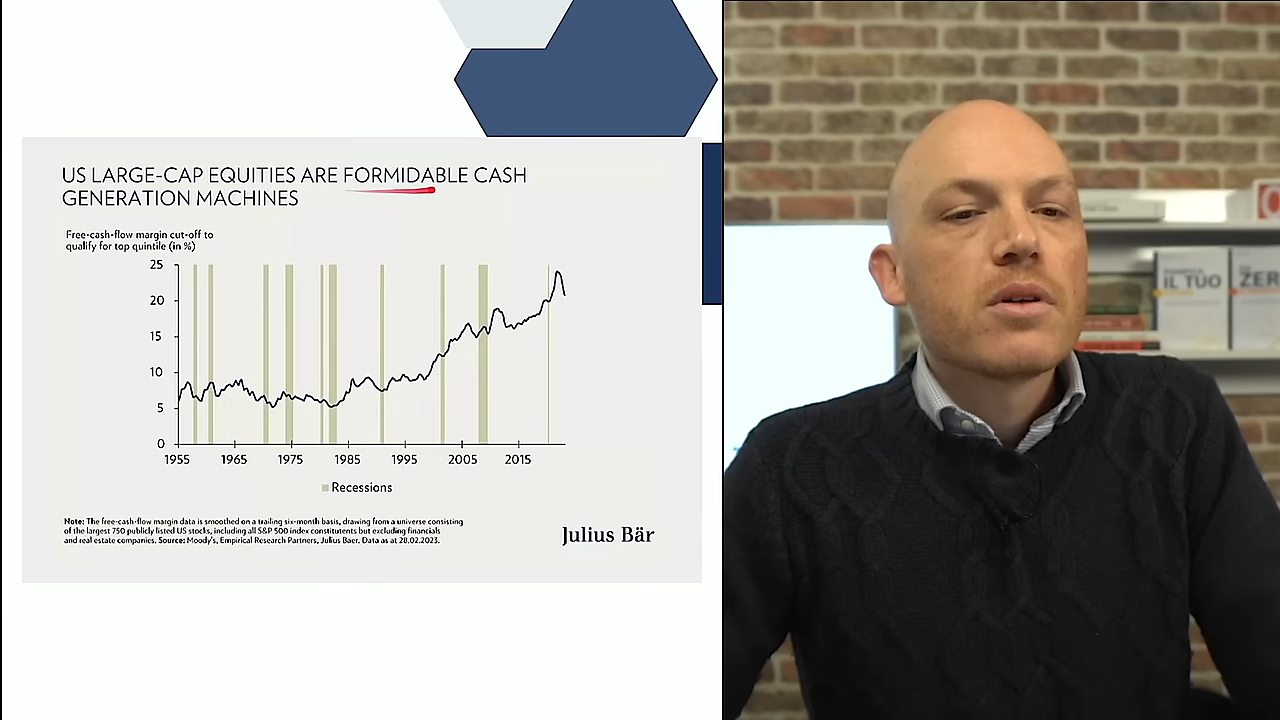 US LARGE-CAP EQUITIES ARE FORMIDABLE CASH
GENERATION MACHINES
Free-cash-flow margin cut-off to
qualify for top quintile (in %)
25
20
15
10
5
0
1955 1965 1975 1985 1995 2005 2015
Recessions
Note: The free-cash-flow margin data is smoothed on a trailing six-month basis, drawing from a universe consisting
of the largest 750 publicly listed US stocks, including all S&P 500 index constitutents but excluding financials
and real estate companies. Source: Moody's, Empirical Research Partners, Julius Baer. Data as at 28.02.2023.
Julius Bär
IL TUO
ZER